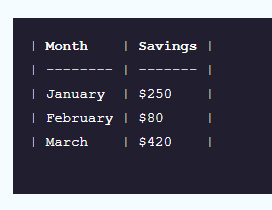 | Month    | Savings |
| -------- | ------- |
| January  | $250    |
| February | $80     |
| March    | $420    |